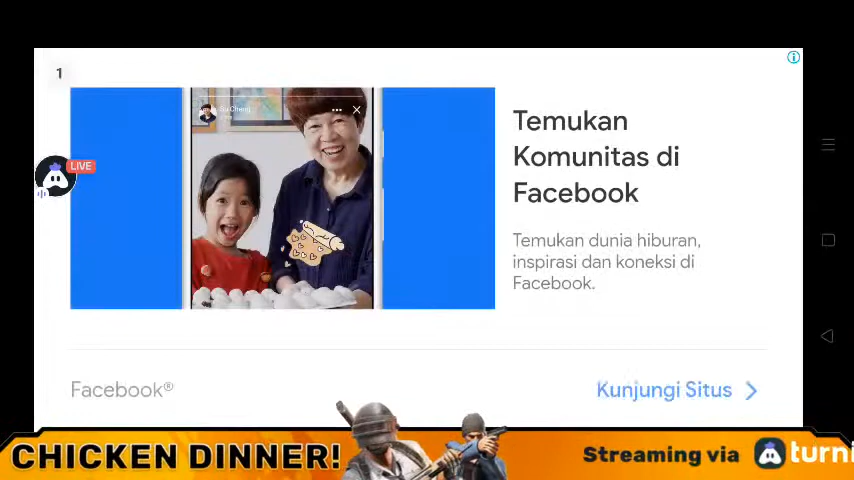 1
LIVE
Temukan
Komunitas di
Facebook
Temukan dunia hiburan,
inspirasi dan koneksi di
Facebook.
Facebook®
Kunjungi Situs
CHICKEN DINNER!
Streaming via
turni